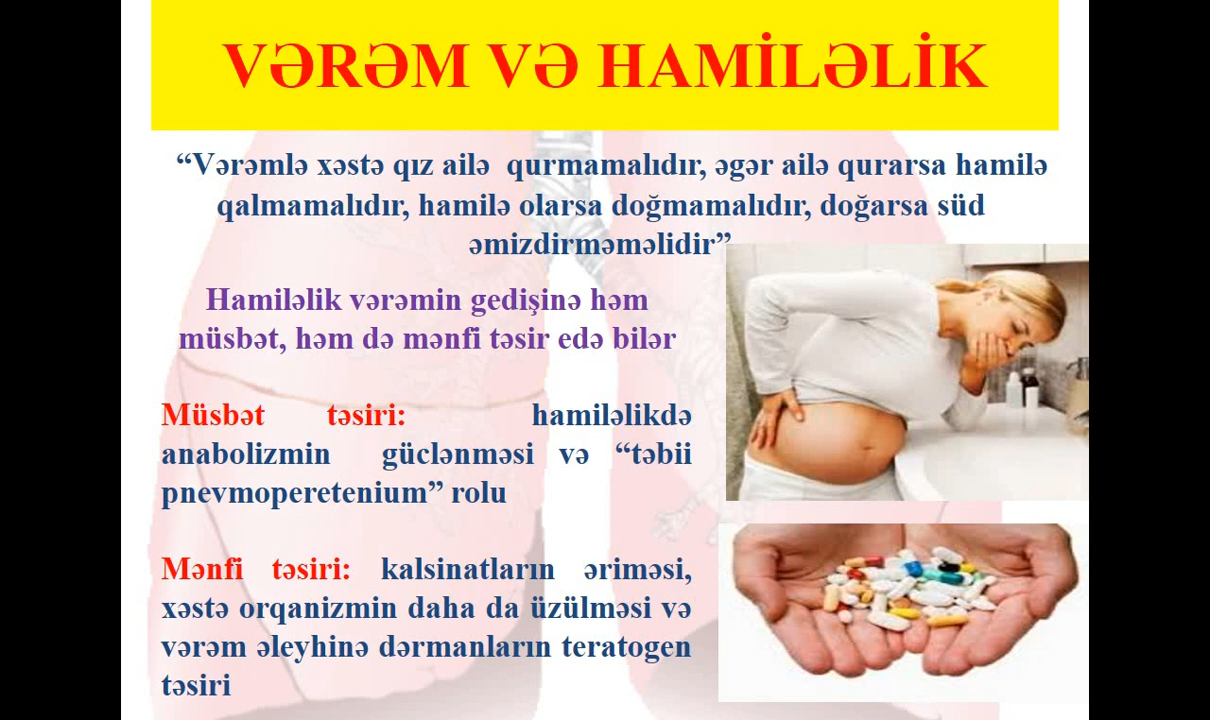 VƏRƏM VƏ HAMİLƏLİK
“Vərəmlə xəstə qız ailə qurmamalıdır, əgər ailə qurarsa hamilə
qalmamalıdır, hamilə olarsa doğmamalıdır, doğarsa süd
əmizdirməməlidir”
Hamiləlik vərəmin gedişinə həm
müsbət, həm də mənfi təsir edə bilər
Müsbət təsiri: hamiləlikdə
anabolizmin güclənməsi və “təbii
pnevmoperetenium” rolu
Mənfi təsiri: kalsinatların əriməsi,
xəstə orqanizmin daha da üzülməsi və
vərəm əleyhinə dərmanların teratogen
təsiri